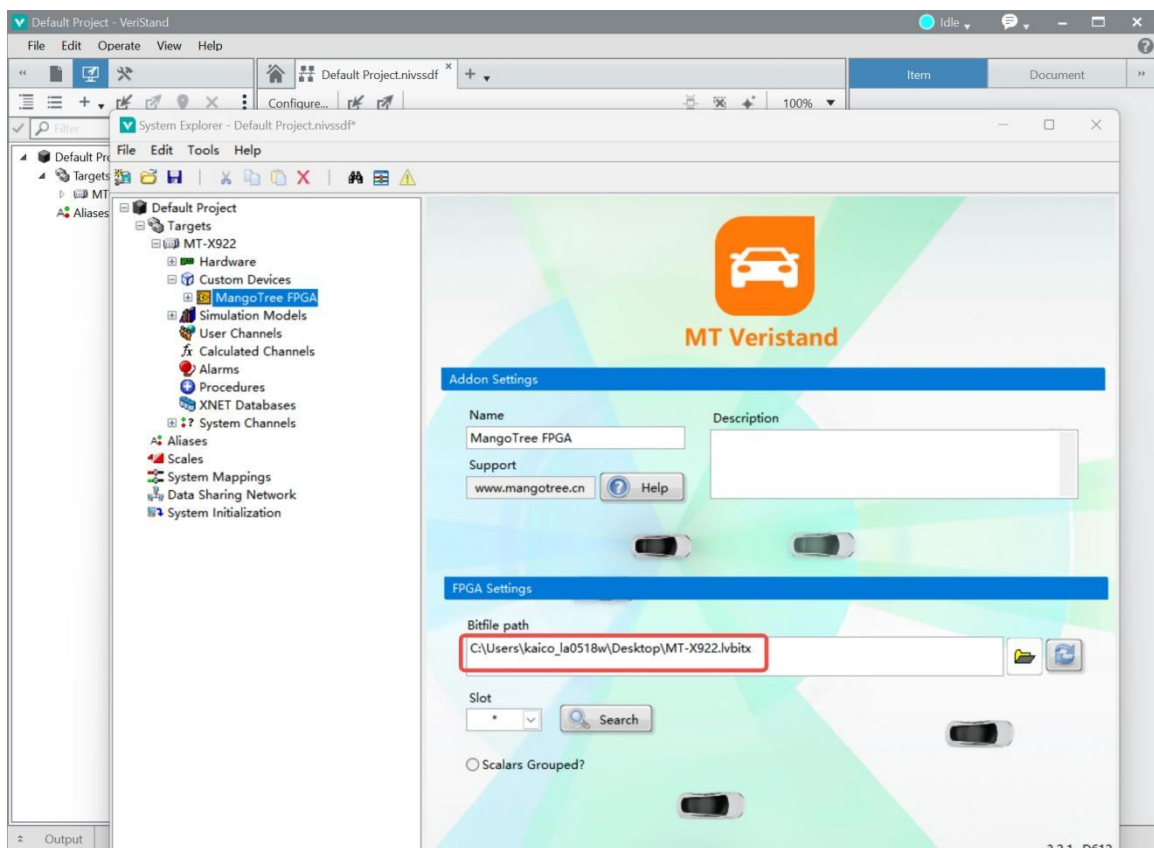 Default Project - VeriStand
Idle
File Edit Operate View Help
Default Project.nivssdf
Item
Document
Configure...
100%
Filter
System Explorer - Default Project.nivssdf*
File Edit Tools Help
Default Pr
Targets
MT
Aliases
Default Project
Targets
MT-X922
Hardware
Custom Devices
MangoTree FPGA
Simulation Models
User Channels
fx Calculated Channels
Alarms
Procedures
XNET Databases
System Channels
Aliases
Scales
System Mappings
Data Sharing Network
System Initialization
MT Veristand
Addon Settings
Name
Description
MangoTree FPGA
Support
www.mangotree.cn
Help
FPGA Settings
Bitfile path
C:\Users\kaico_la0518w\Desktop\MT-X922.lvbitx
Slot
*
Search
Scalars Grouped?
Output